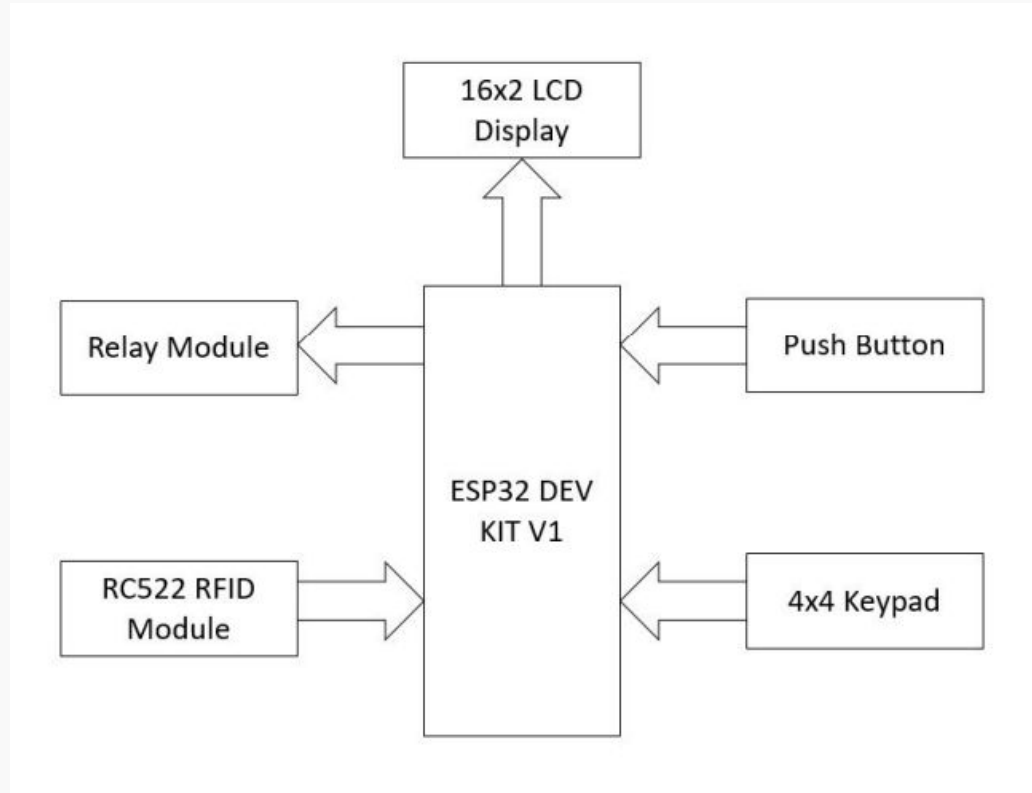 16x2 LCD
Display
Relay Module
Push Button
ESP32 DEV
KIT V1
RC522 RFID
Module
4x4 Keypad